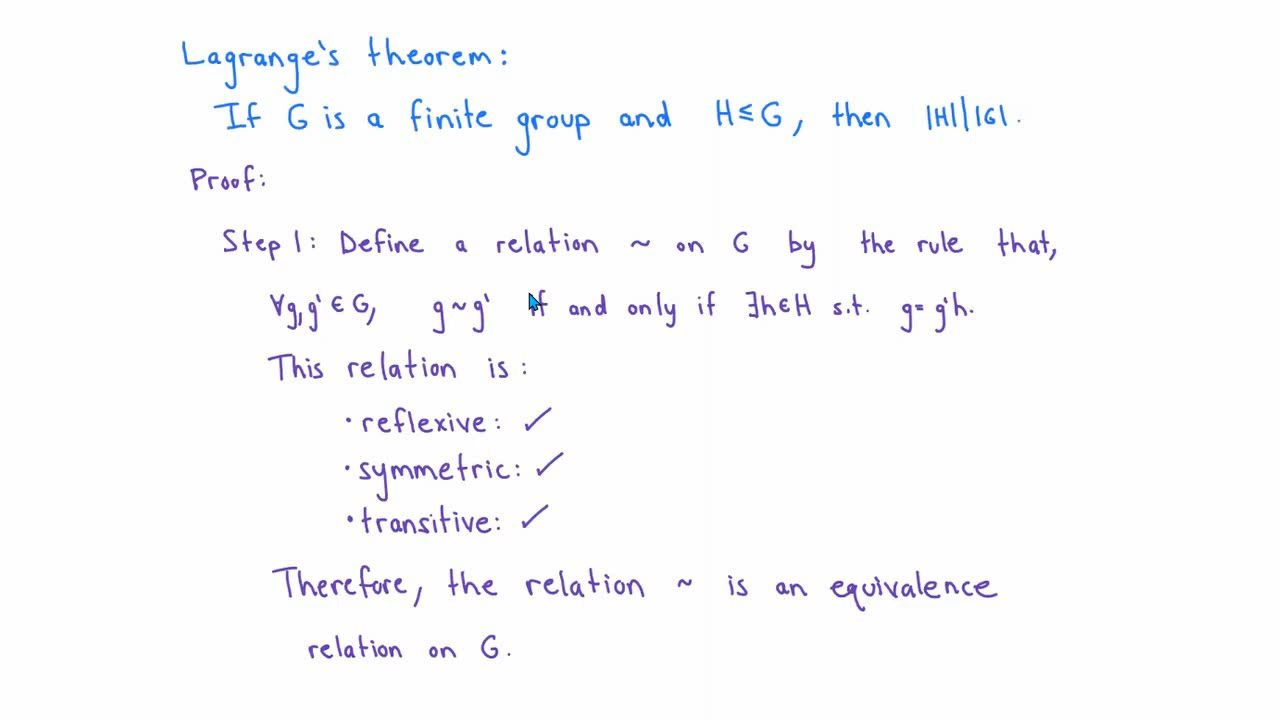 Lagrange's theorem:
If G is a finite group and H ≤ G, then |H| | |G|.
Proof:
Step 1: Define a relation ~ on G by the rule that,
∀g,g' ∈ G, g ~ g' if and only if ∃h∈H s.t. g = g'h.
This relation is:
• reflexive: ✓
• symmetric: ✓
• transitive: ✓
Therefore, the relation ~ is an equivalence
relation on G.